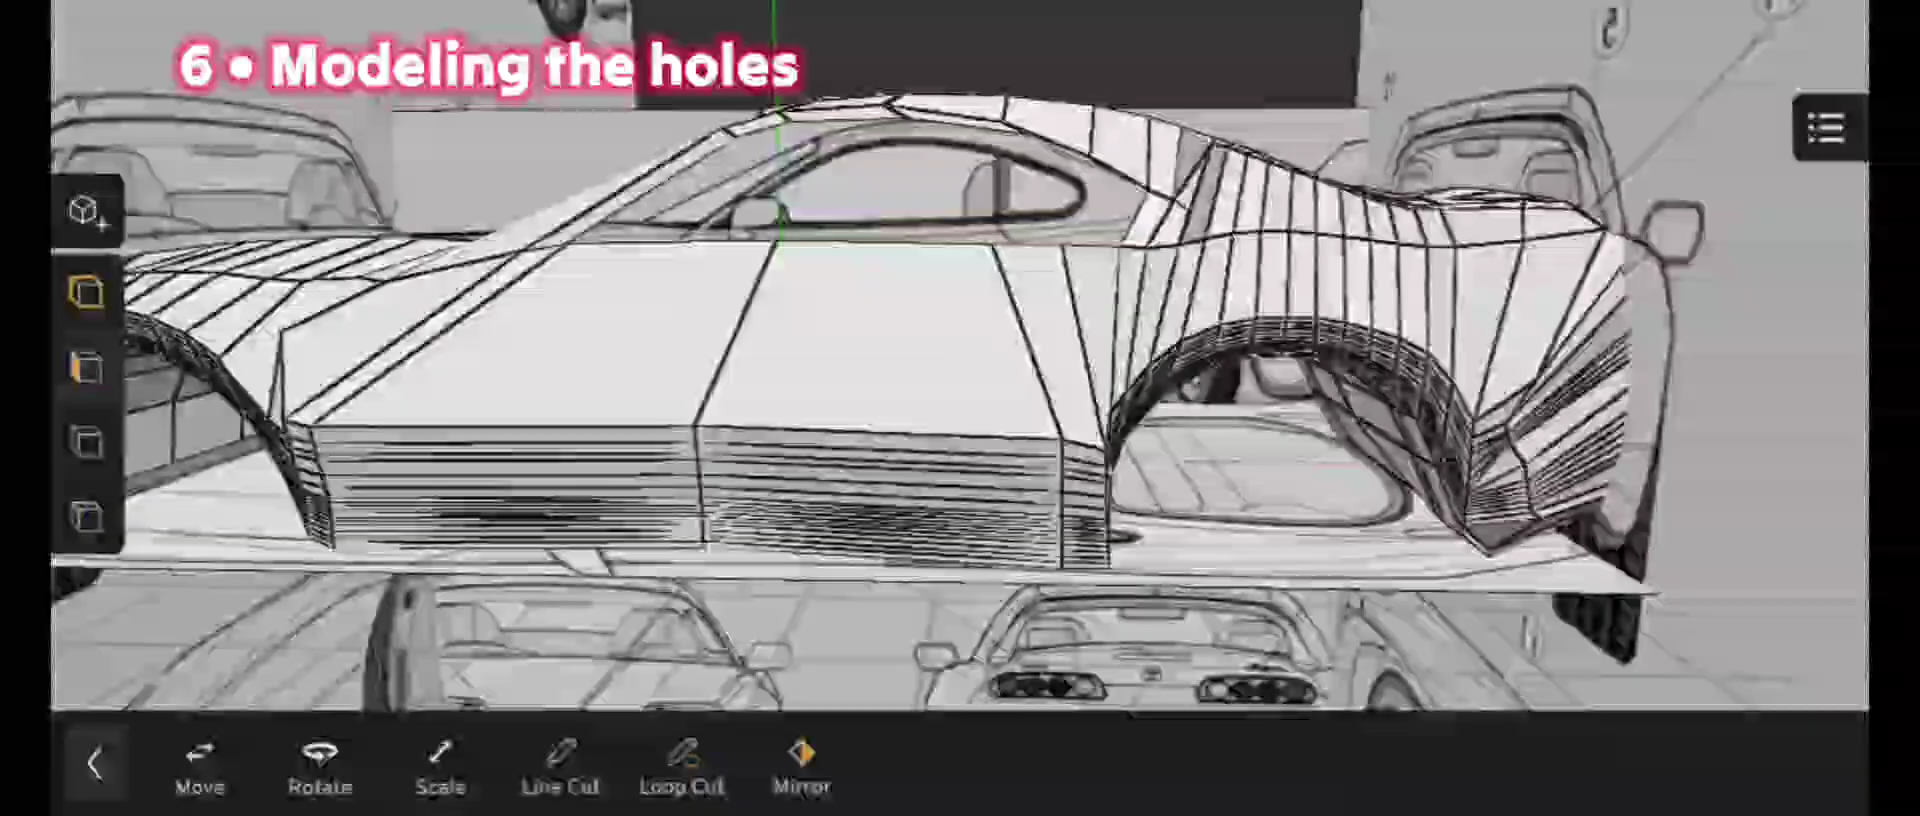 6 • Modeling the holes
Move Rotate Scale Line Cut Loop Cut Mirror